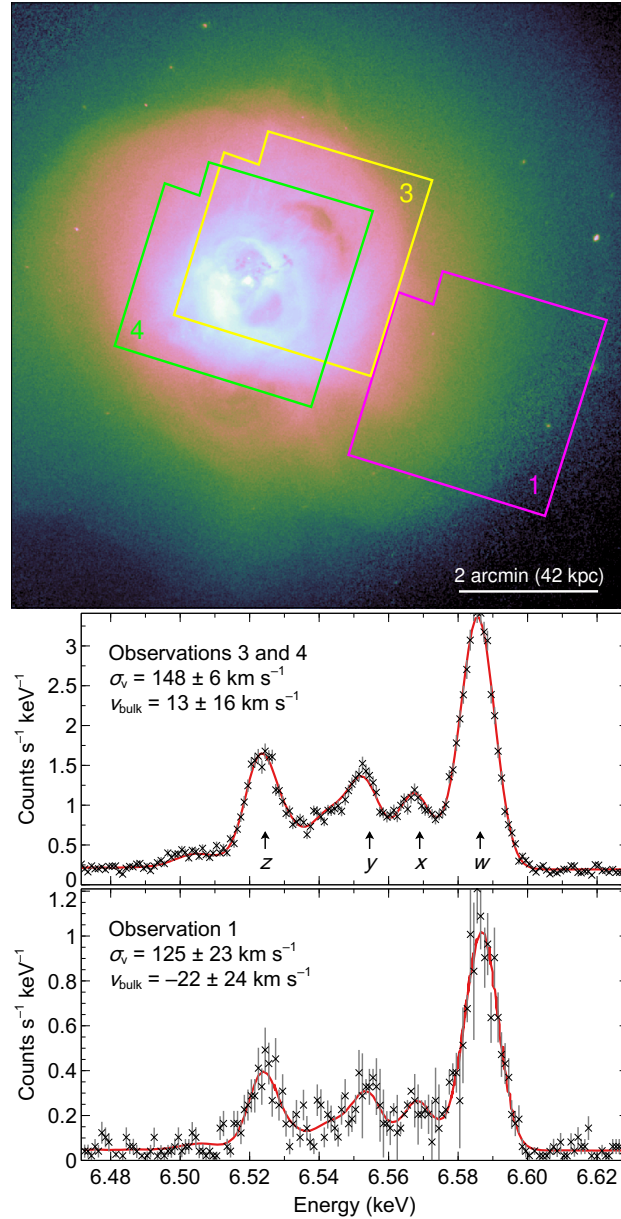 3
4
1
2 arcmin (42 kpc)
Observations 3 and 4
σv = 148 ± 6 km s⁻¹
vbulk = 13 ± 16 km s⁻¹
Counts s⁻¹ keV⁻¹
3
2.5
2
1.5
1
0.5
0
z y x w
Observation 1
σv = 125 ± 23 km s⁻¹
vbulk = –22 ± 24 km s⁻¹
Counts s⁻¹ keV⁻¹
1.2
1
0.8
0.6
0.4
0.2
0
6.48 6.50 6.52 6.54 6.56 6.58 6.60 6.62
Energy (keV)